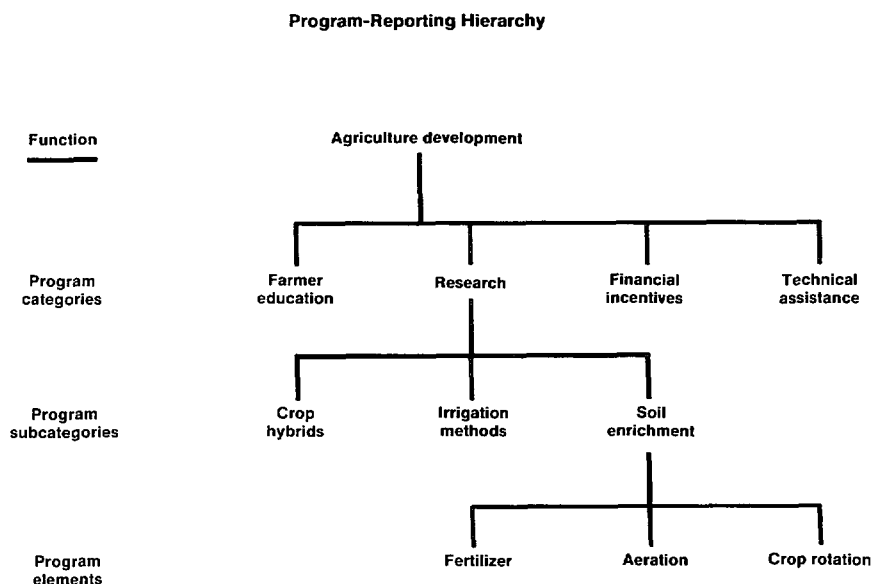 Program-Reporting Hierarchy
Function
Agriculture development
Program
categories
Farmer
education
Research
Financial
incentives
Technical
assistance
Program
subcategories
Crop
hybrids
Irrigation
methods
Soil
enrichment
Program
elements
Fertilizer
Aeration
Crop rotation